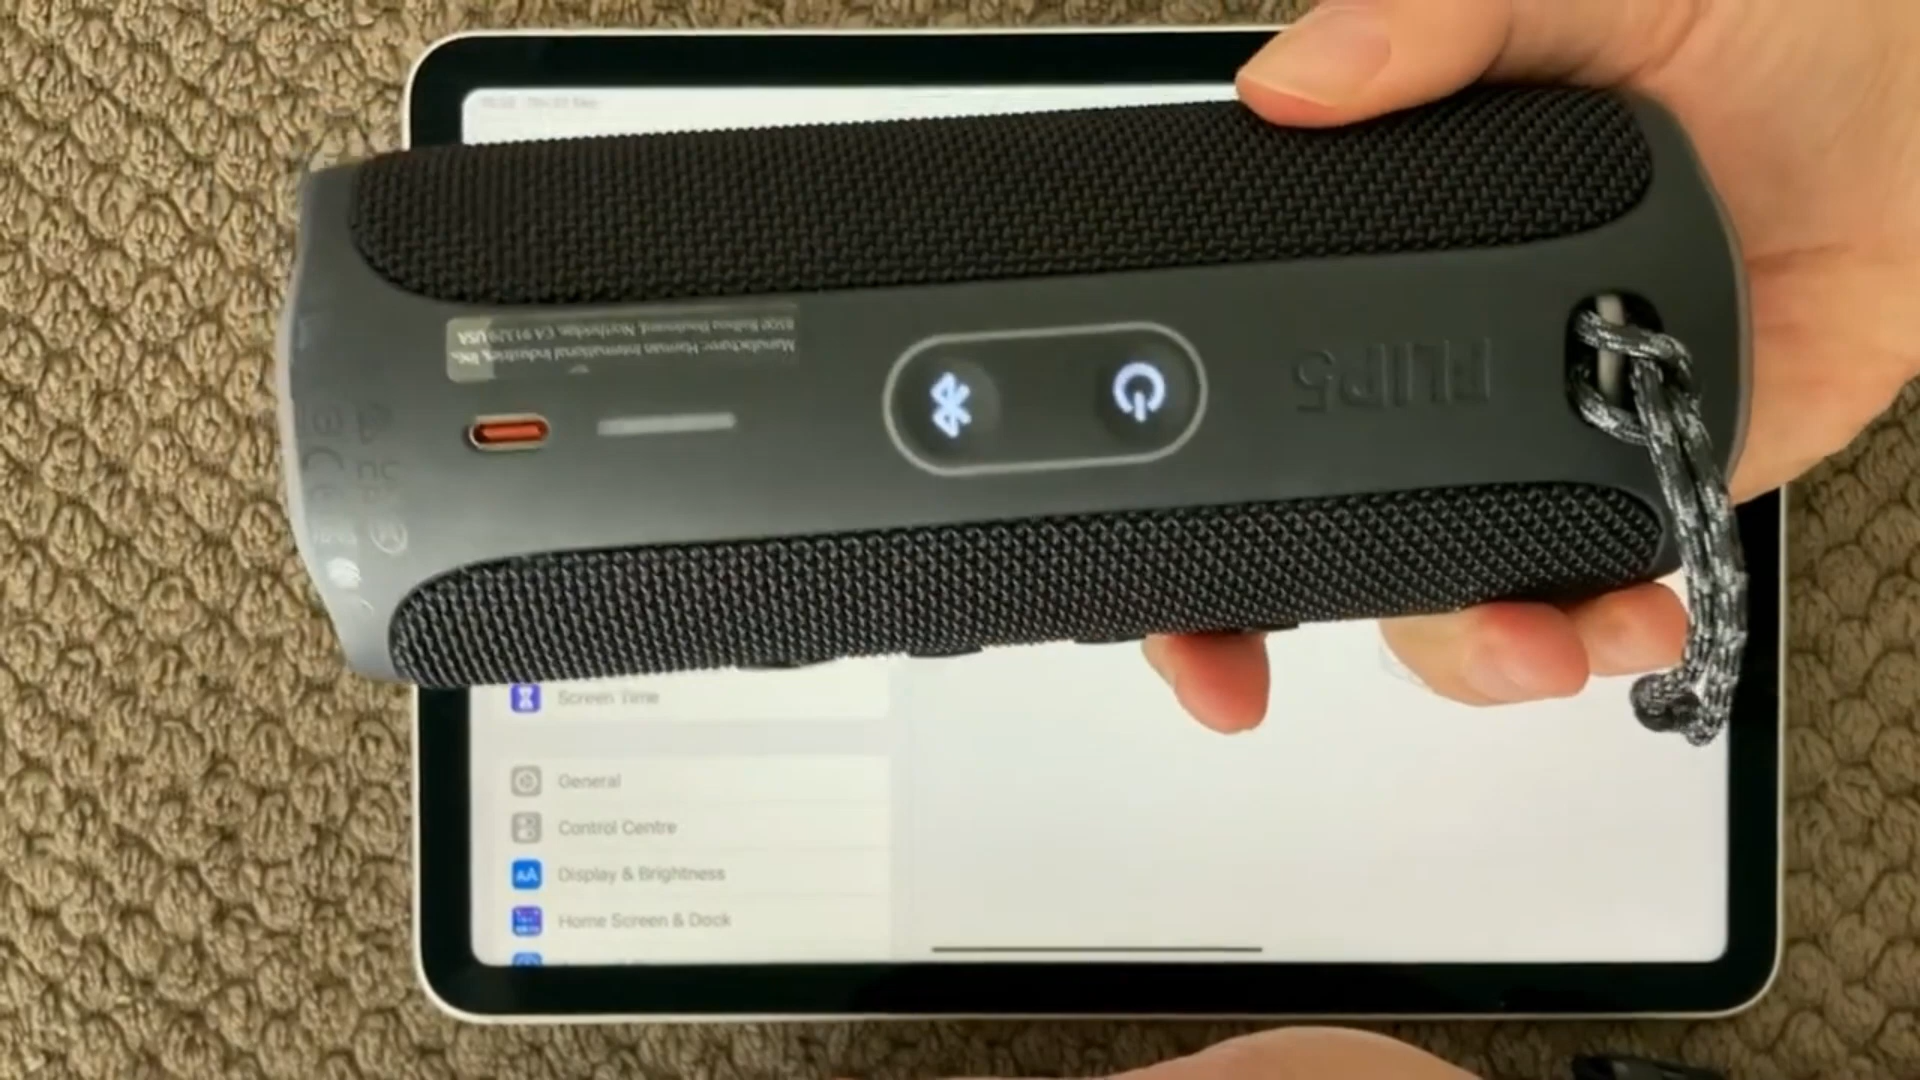 Manufacturer: Harman International Industries, Inc.,
8500 Balboa Boulevard, Northridge, CA 91329 USA
FLIP5
Screen Time
General
Control Centre
AA
Display & Brightness
Home Screen & Dock